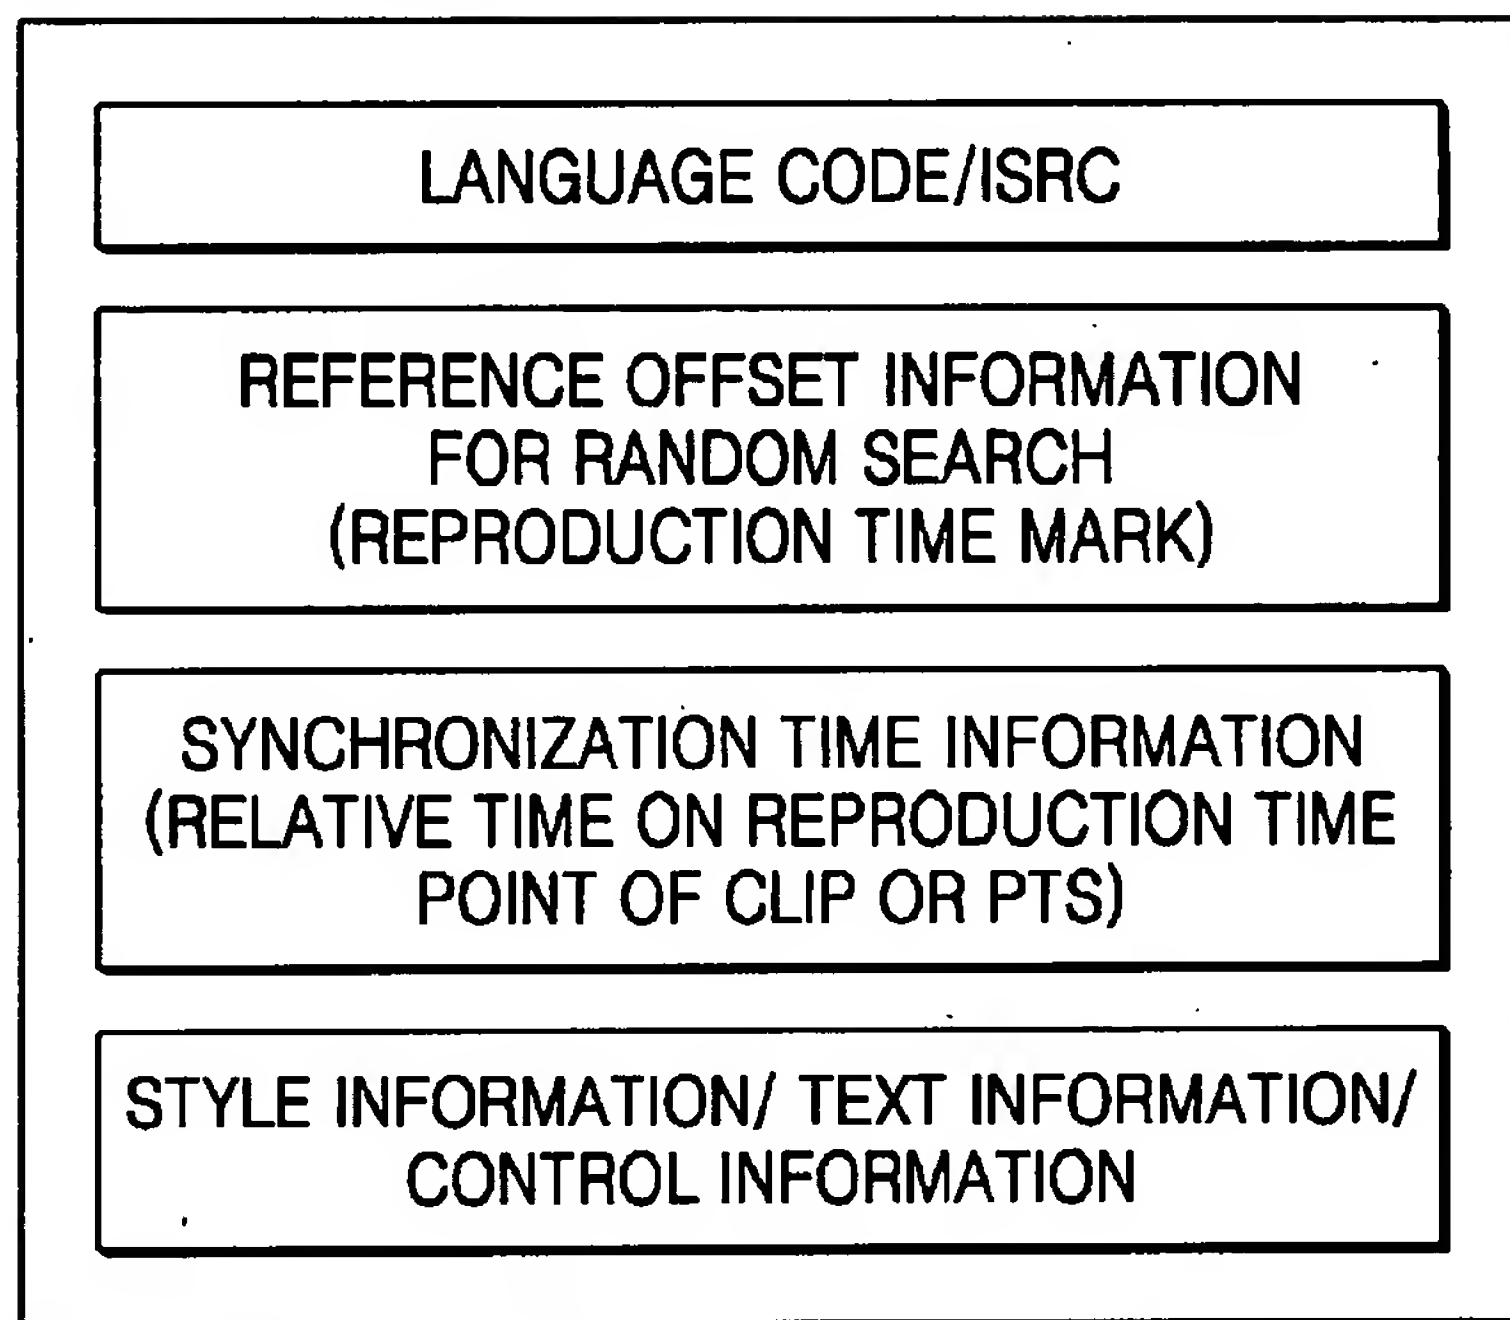 LANGUAGE CODE/ISRC
REFERENCE OFFSET INFORMATION
FOR RANDOM SEARCH
(REPRODUCTION TIME MARK)
SYNCHRONIZATION TIME INFORMATION
(RELATIVE TIME ON REPRODUCTION TIME
POINT OF CLIP OR PTS)
STYLE INFORMATION/ TEXT INFORMATION/
CONTROL INFORMATION